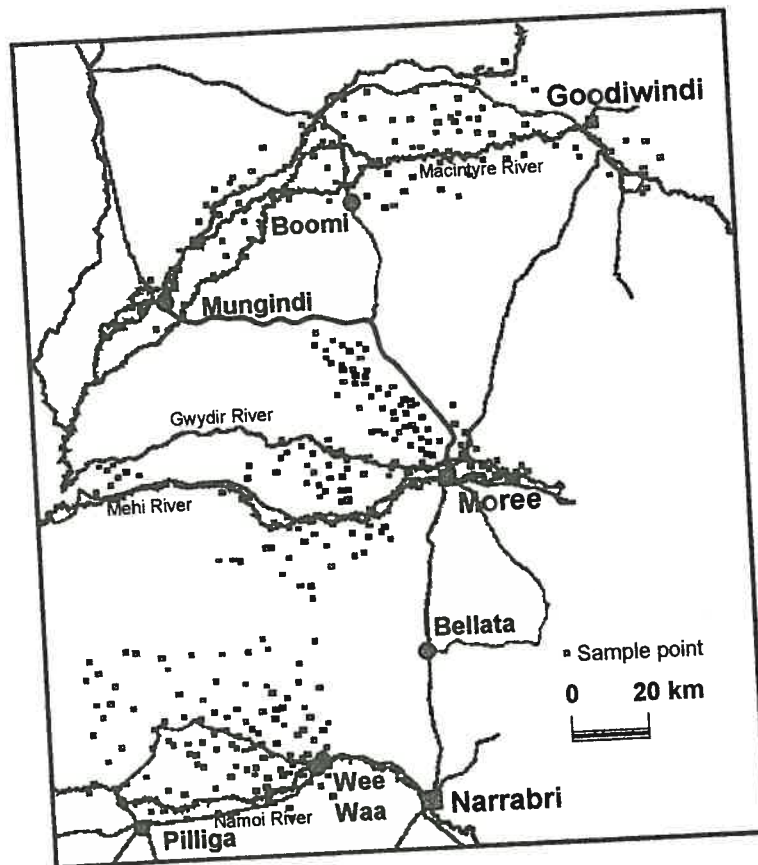 Goodiwindi
Macintyre River
Boomi
Mungindi
Gwydir River
Mehi River
Moree
Bellata
Sample point
0 20 km
Wee
Waa
Narrabri
Namoi River
Pilliga